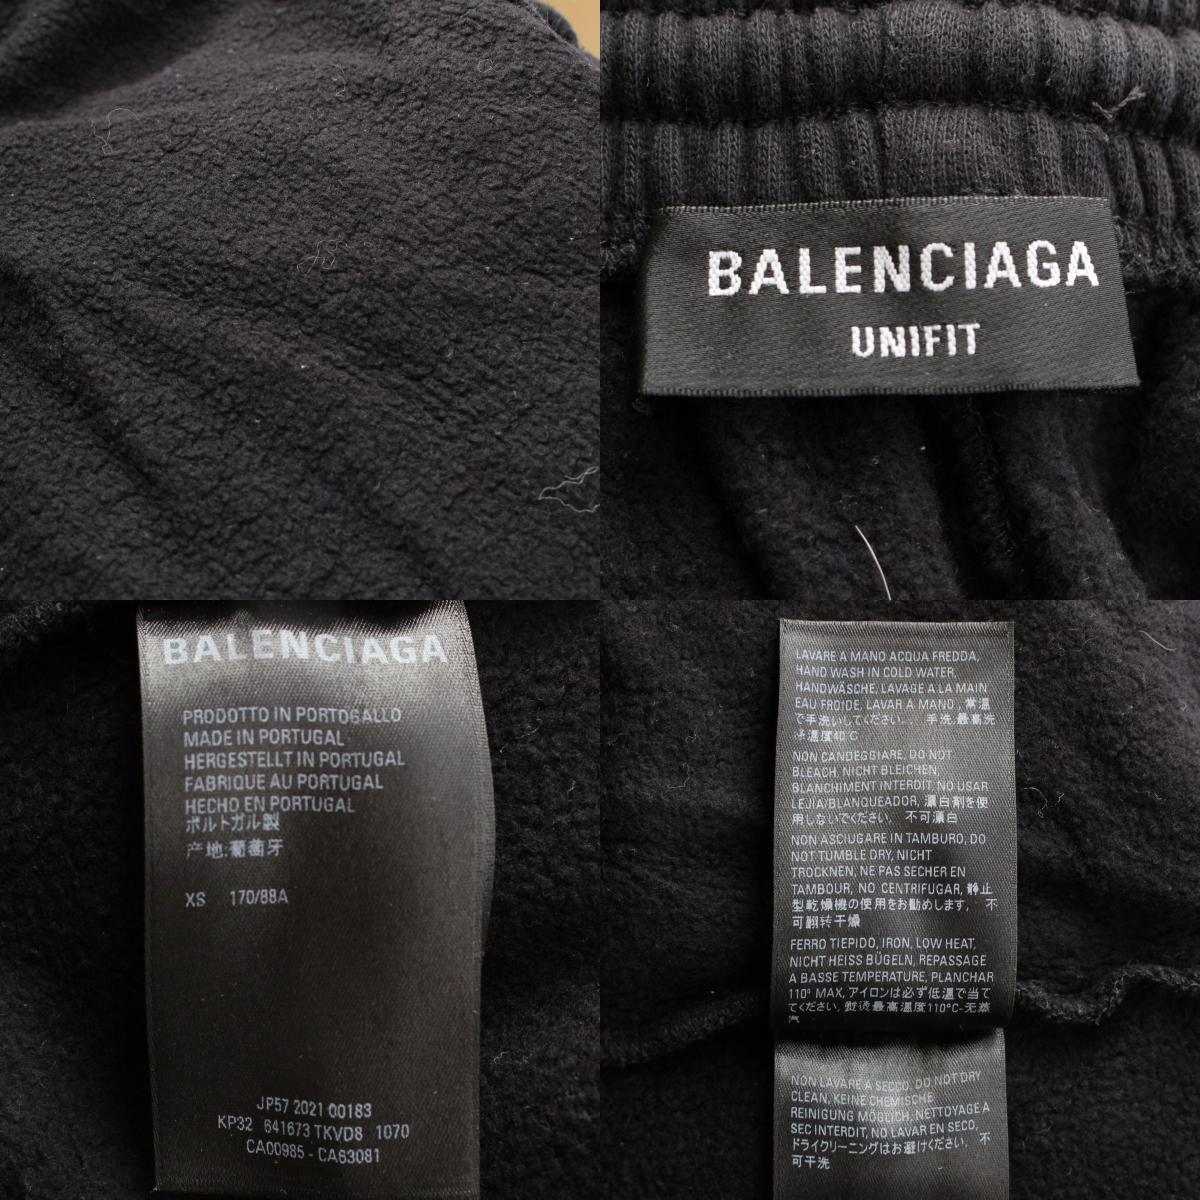 BALENCIAGA
UNIFIT
BALENCIAGA
PRODOTTO IN PORTOGALLO
MADE IN PORTUGAL
HERGESTELLT IN PORTUGAL
FABRIQUE AU PORTUGAL
HECHO EN PORTUGAL
ポルトガル製
产地:葡萄牙
XS 170/88A
JP57 2021 00183
KP32 641673 TKVD8 1070
CA00985 - CA63081
LAVARE A MANO ACQUA FREDDA,
HAND WASH IN COLD WATER,
HANDWÄSCHE, LAVAGE A LA MAIN
EAU FROIDE, LAVAR A MANO, 常温
で手洗いしてください。, 手洗,最高洗
涤温度40°C
NON CANDEGGIARE, DO NOT
BLEACH, NICHT BLEICHEN,
BLANCHIMENT INTERDIT, NO USAR
LEJIA/BLANQUEADOR, 漂白剤を使
用しないでください, 不可漂白
NON ASCIUGARE IN TAMBURO, DO
NOT TUMBLE DRY, NICHT
TROCKNEN, NE PAS SECHER EN
TAMBOUR, NO CENTRIFUGAR, 静止
型乾燥機の使用をお勧めします, 不
可翻转干燥
FERRO TIEPIDO, IRON, LOW HEAT,
NICHT HEISS BÜGELN, REPASSAGE
A BASSE TEMPERATURE, PLANCHAR
110° MAX, アイロンは必ず低温で当て
てください, 熨烫最高温度110°C-无蒸
汽
NON LAVARE A SECCO, DO NOT DRY
CLEAN, KEINE CHEMISCHE
REINIGUNG MÖGLICH, NETTOYAGE A
SEC INTERDIT, NO LAVAR EN SECO,
ドライクリーニングはお避けください, 不
可干洗